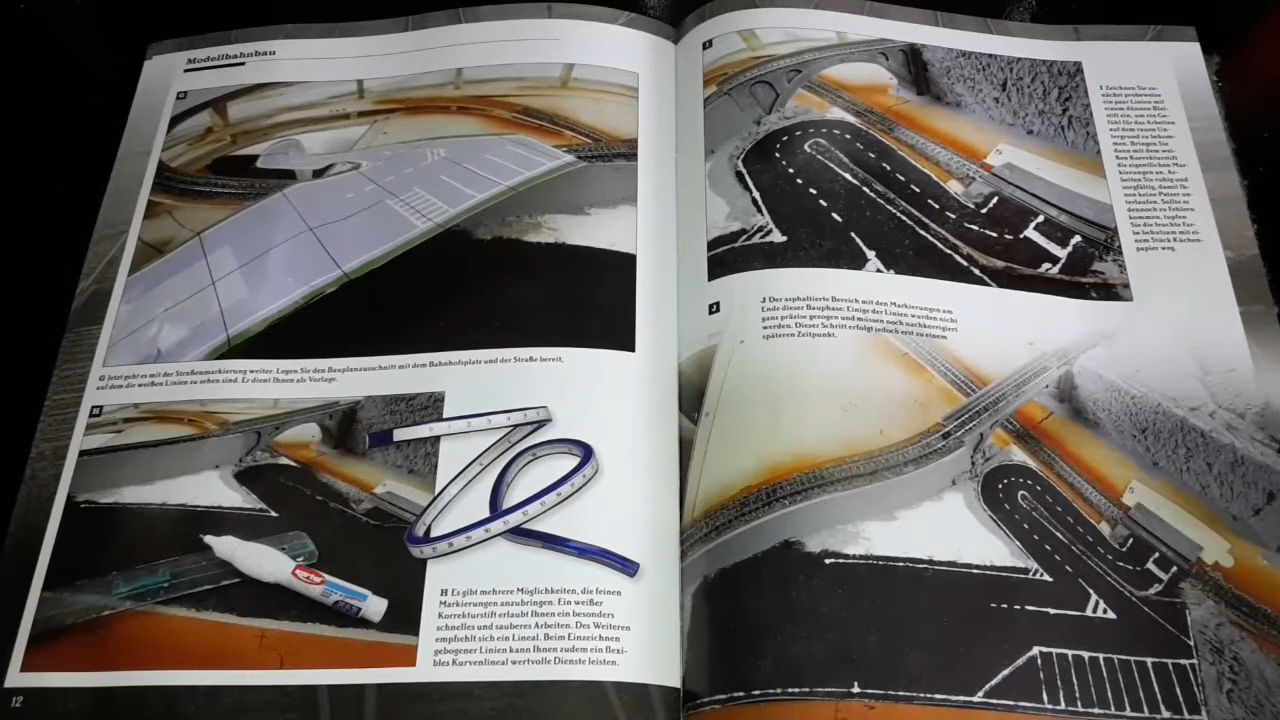 Modellbahnbau
G
G Jetzt geht es mit der Straßenmarkierung weiter. Legen Sie den Bauplanausschnitt mit dem Bahnhofsplatz und der Straße bereit,
auf dem die weißen Linien zu sehen sind. Er dient Ihnen als Vorlage.
H
H Es gibt mehrere Möglichkeiten, die feinen
Markierungen anzubringen. Ein weißer
Korrekturstift erlaubt Ihnen ein besonders
schnelles und sauberes Arbeiten. Des Weiteren
empfiehlt sich ein Lineal. Beim Einzeichnen
gebogener Linien kann Ihnen zudem ein flexi-
bles Kurvenlineal wertvolle Dienste leisten.
12
I
I Zeichnen Sie zu-
nächst probeweise
ein paar Linien mit
einem dünnen Blei-
stift ein, um ein Ge-
fühl für das Arbeiten
auf dem rauen Un-
tergrund zu bekom-
men. Bringen Sie
dann mit dem wei-
ßen Korrekturstift
die eigentlichen Mar-
kierungen an. Ar-
beiten Sie ruhig und
sorgfältig, damit Ih-
nen keine Patzer un-
terlaufen. Sollte es
dennoch zu Fehlern
kommen, tupfen
Sie die feuchte Far-
be behutsam mit ei-
nem Stück Küchen-
papier weg.
J
J Der asphaltierte Bereich mit den Markierungen am
Ende dieser Bauphase: Einige der Linien wurden nicht
ganz präzise gezogen und müssen noch nachkorrigiert
werden. Dieser Schritt erfolgt jedoch erst zu einem
späteren Zeitpunkt.